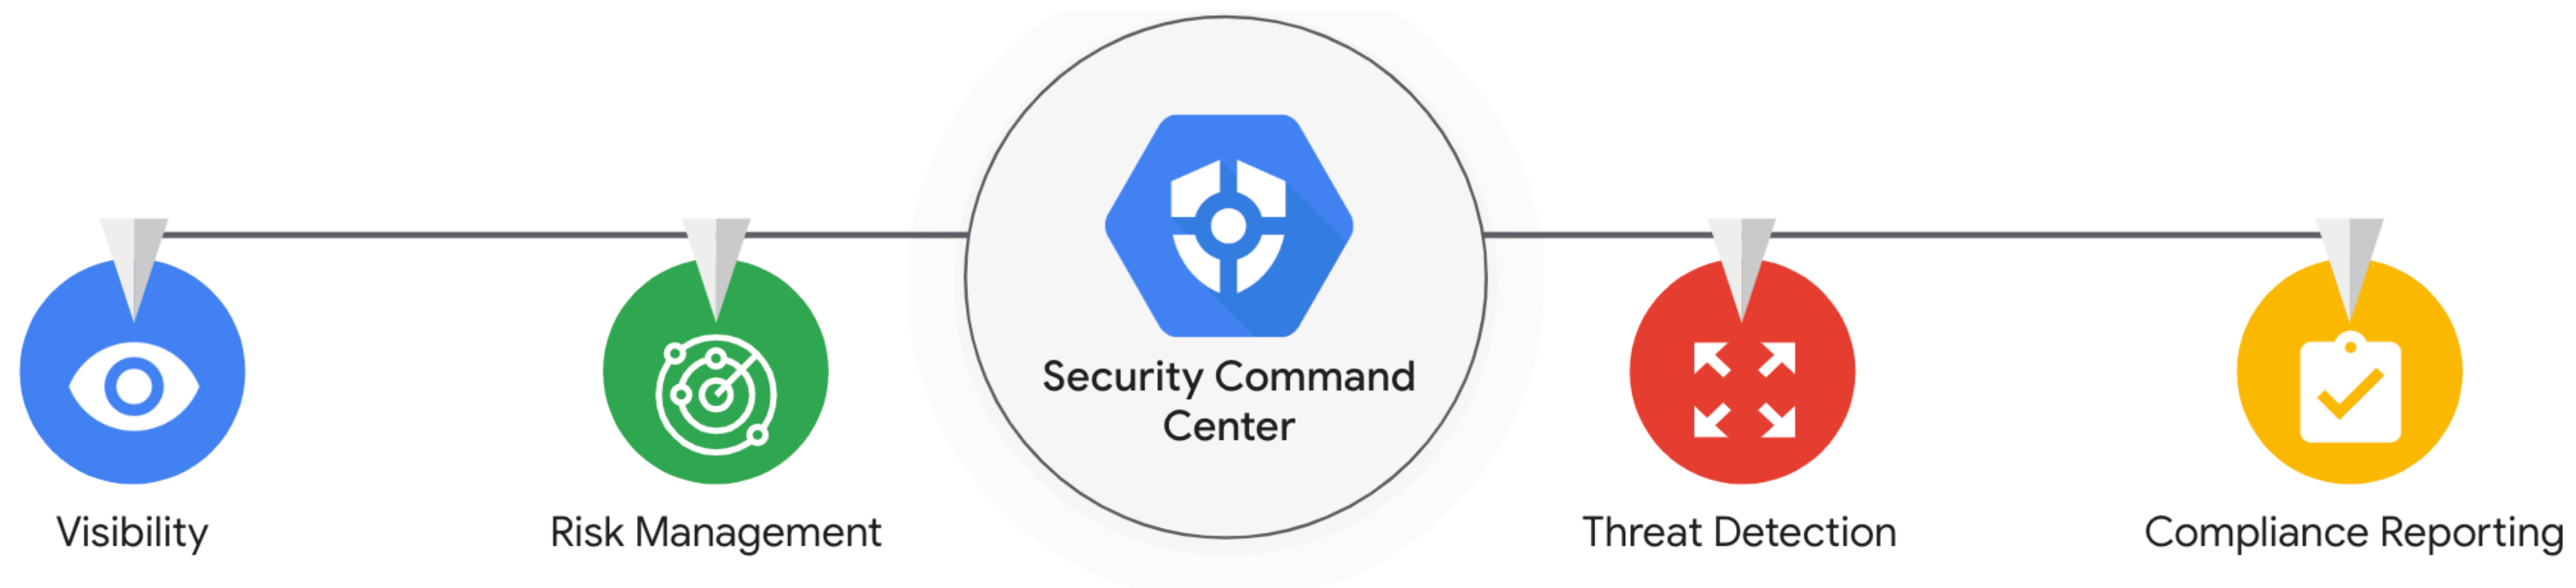 Security Command
Center
Visibility
Risk Management
Threat Detection
Compliance Reporting